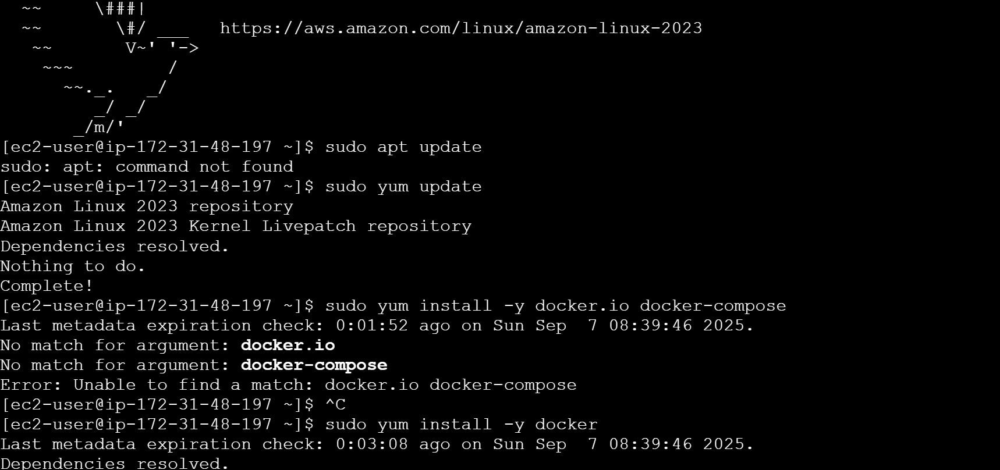 ~~     \###|
  ~~       \#/ ___   https://aws.amazon.com/linux/amazon-linux-2023
   ~~       V~' '->
    ~~~         /
      ~~._.   _/
         _/ _/
       _/m/'
[ec2-user@ip-172-31-48-197 ~]$ sudo apt update
sudo: apt: command not found
[ec2-user@ip-172-31-48-197 ~]$ sudo yum update
Amazon Linux 2023 repository
Amazon Linux 2023 Kernel Livepatch repository
Dependencies resolved.
Nothing to do.
Complete!
[ec2-user@ip-172-31-48-197 ~]$ sudo yum install -y docker.io docker-compose
Last metadata expiration check: 0:01:52 ago on Sun Sep  7 08:39:46 2025.
No match for argument: docker.io
No match for argument: docker-compose
Error: Unable to find a match: docker.io docker-compose
[ec2-user@ip-172-31-48-197 ~]$ ^C
[ec2-user@ip-172-31-48-197 ~]$ sudo yum install -y docker
Last metadata expiration check: 0:03:08 ago on Sun Sep  7 08:39:46 2025.
Dependencies resolved.